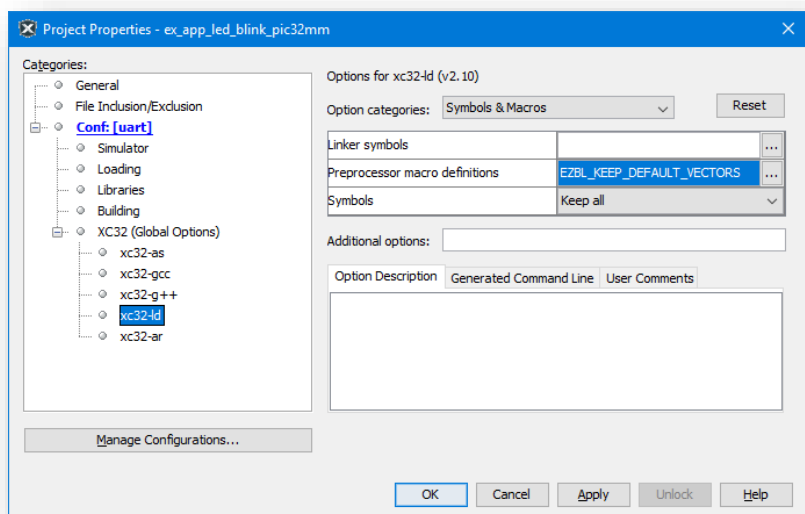 Project Properties - ex_app_led_blink_pic32mm
Categories:
General
File Inclusion/Exclusion
Conf: [uart]
Simulator
Loading
Libraries
Building
XC32 (Global Options)
xc32-as
xc32-gcc
xc32-g++
xc32-ld
xc32-ar
Manage Configurations...
Options for xc32-ld (v2.10)
Option categories: Symbols & Macros Reset
Linker symbols ...
Preprocessor macro definitions EZBL_KEEP_DEFAULT_VECTORS ...
Symbols Keep all
Additional options:
Option Description Generated Command Line User Comments
OK Cancel Apply Unlock Help